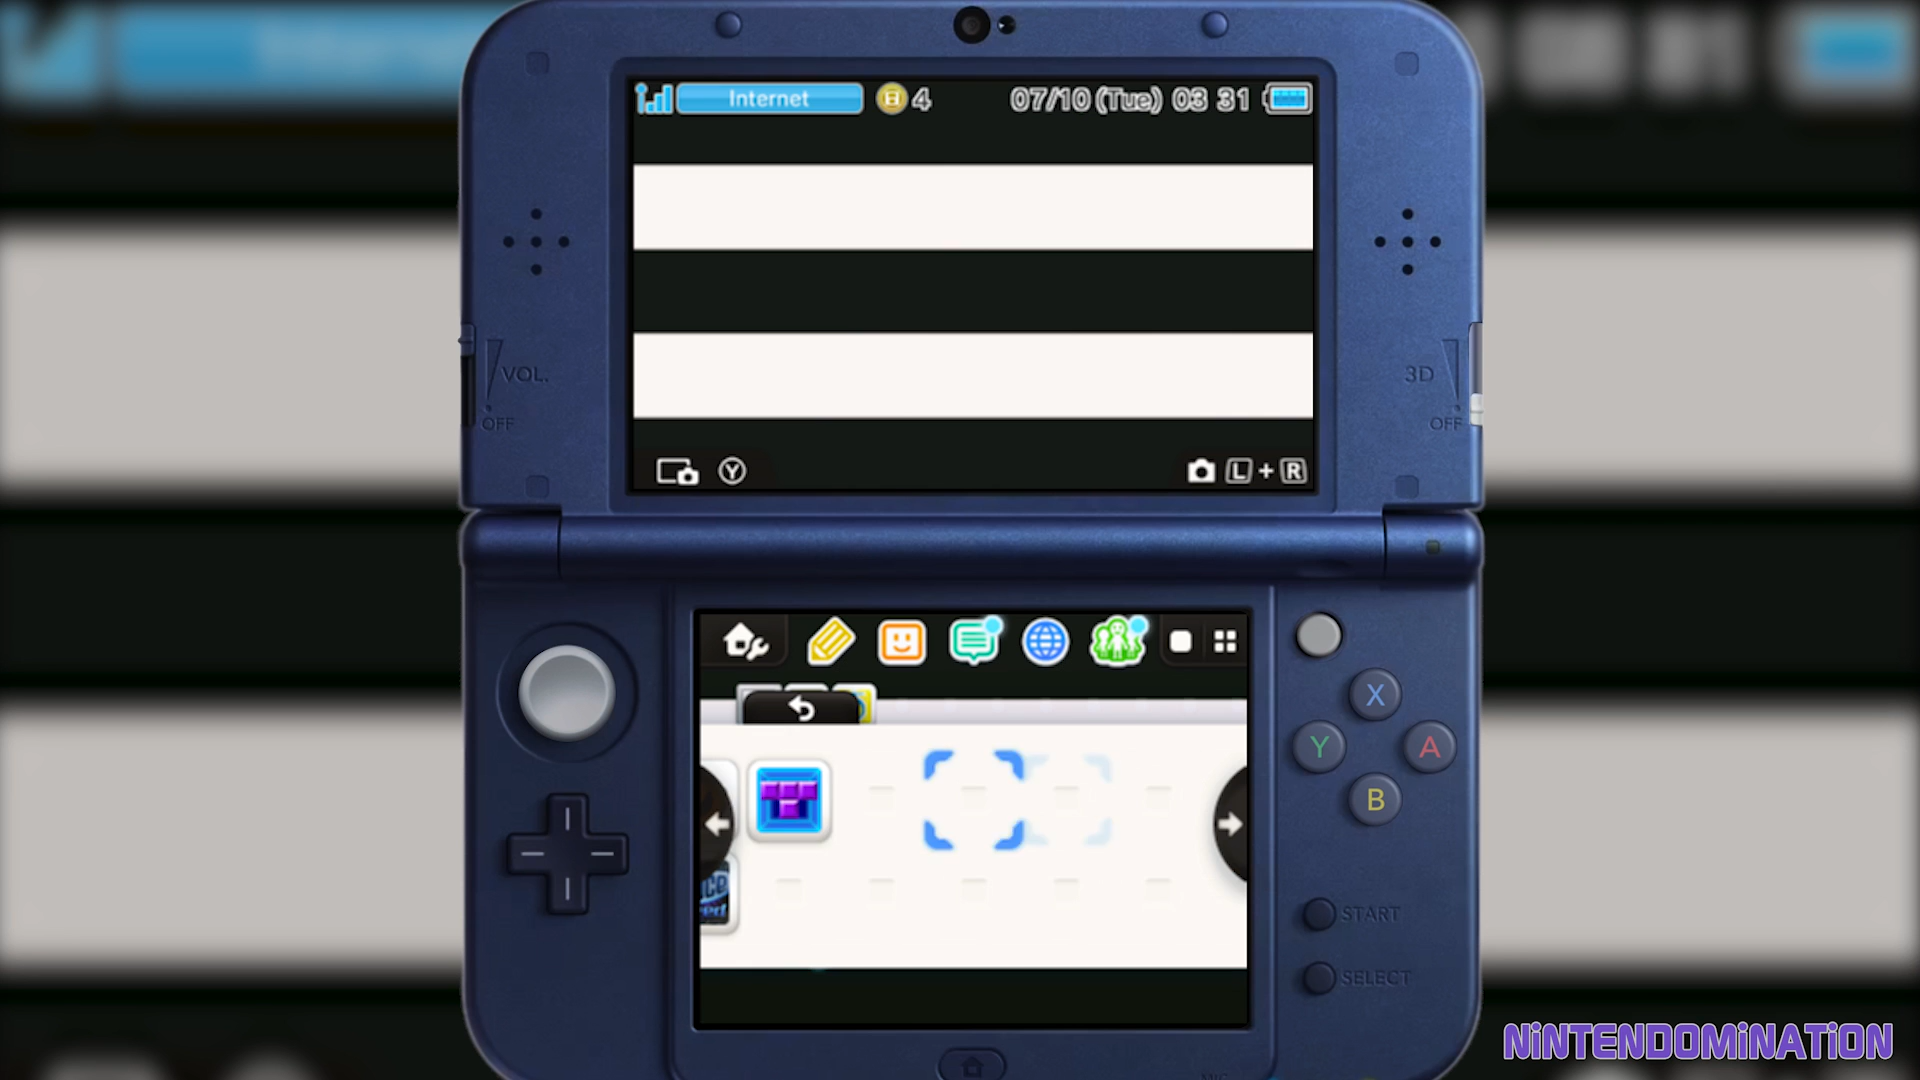 Internet
4
07/10 (Tue) 03 31
Y
L + R
VOL.
OFF
3D
OFF
X
Y
A
B
START
SELECT
NiNTENDOMiNATiON